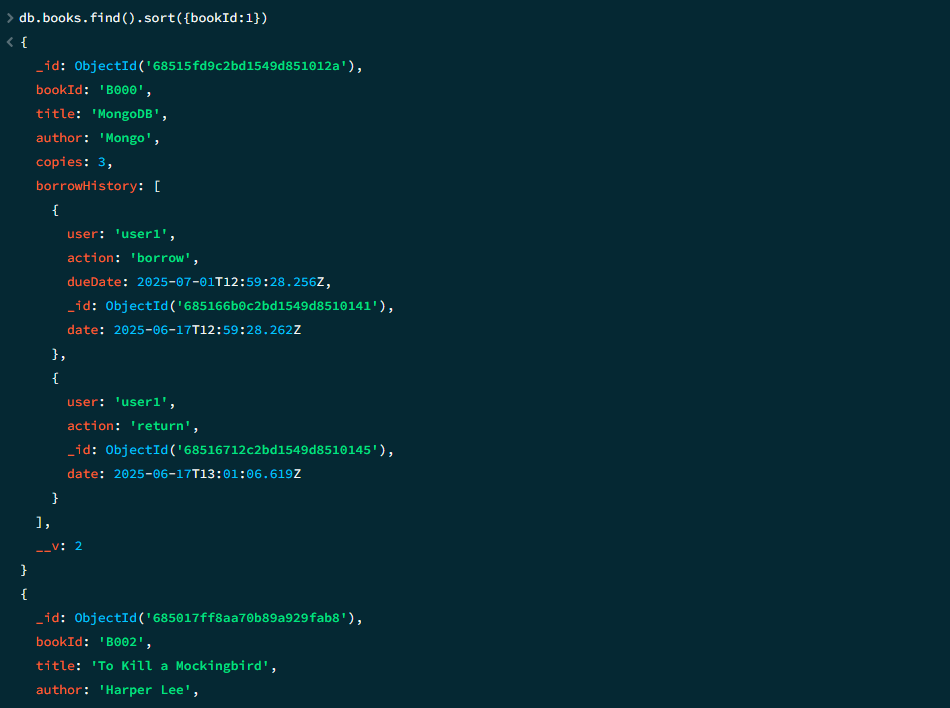 > db.books.find().sort({bookId:1})
< {
_id: ObjectId('68515fd9c2bd1549d851012a'),
bookId: 'B000',
title: 'MongoDB',
author: 'Mongo',
copies: 3,
borrowHistory: [
{
user: 'user1',
action: 'borrow',
dueDate: 2025-07-01T12:59:28.256Z,
_id: ObjectId('685166b0c2bd1549d8510141'),
date: 2025-06-17T12:59:28.262Z
},
{
user: 'user1',
action: 'return',
_id: ObjectId('68516712c2bd1549d8510145'),
date: 2025-06-17T13:01:06.619Z
}
],
__v: 2
}
{
_id: ObjectId('685017ff8aa70b89a929fab8'),
bookId: 'B002',
title: 'To Kill a Mockingbird',
author: 'Harper Lee',